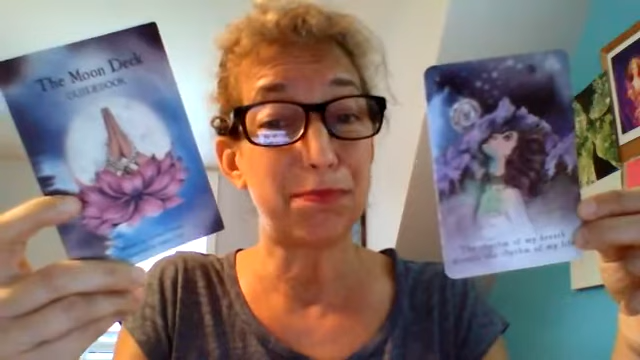 The Moon Deck
GUIDEBOOK
The rhythm of my breath
the rhythm of my life